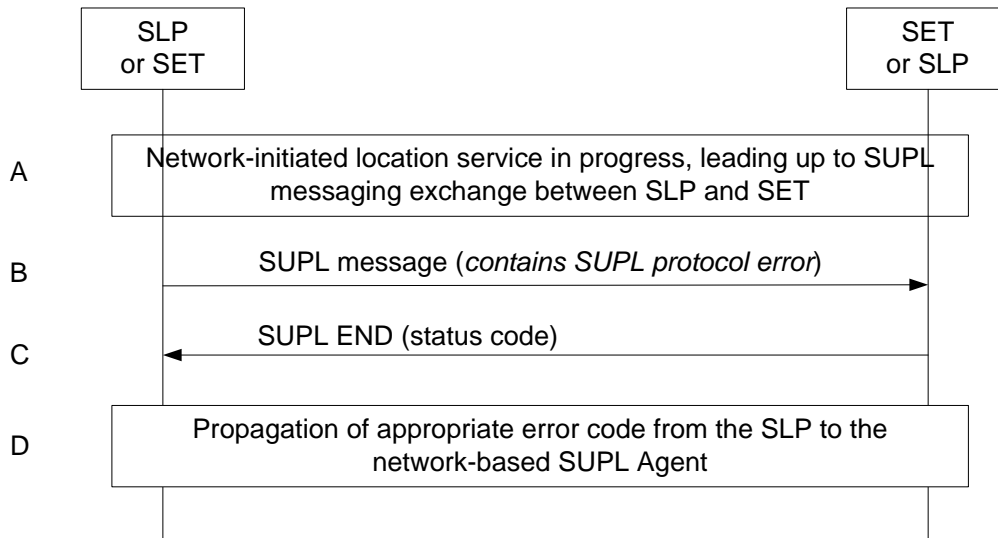 SLP
or SET
SET
or SLP
A
Network-initiated location service in progress, leading up to SUPL
messaging exchange between SLP and SET
B
SUPL message (contains SUPL protocol error)
C
SUPL END (status code)
D
Propagation of appropriate error code from the SLP to the
network-based SUPL Agent